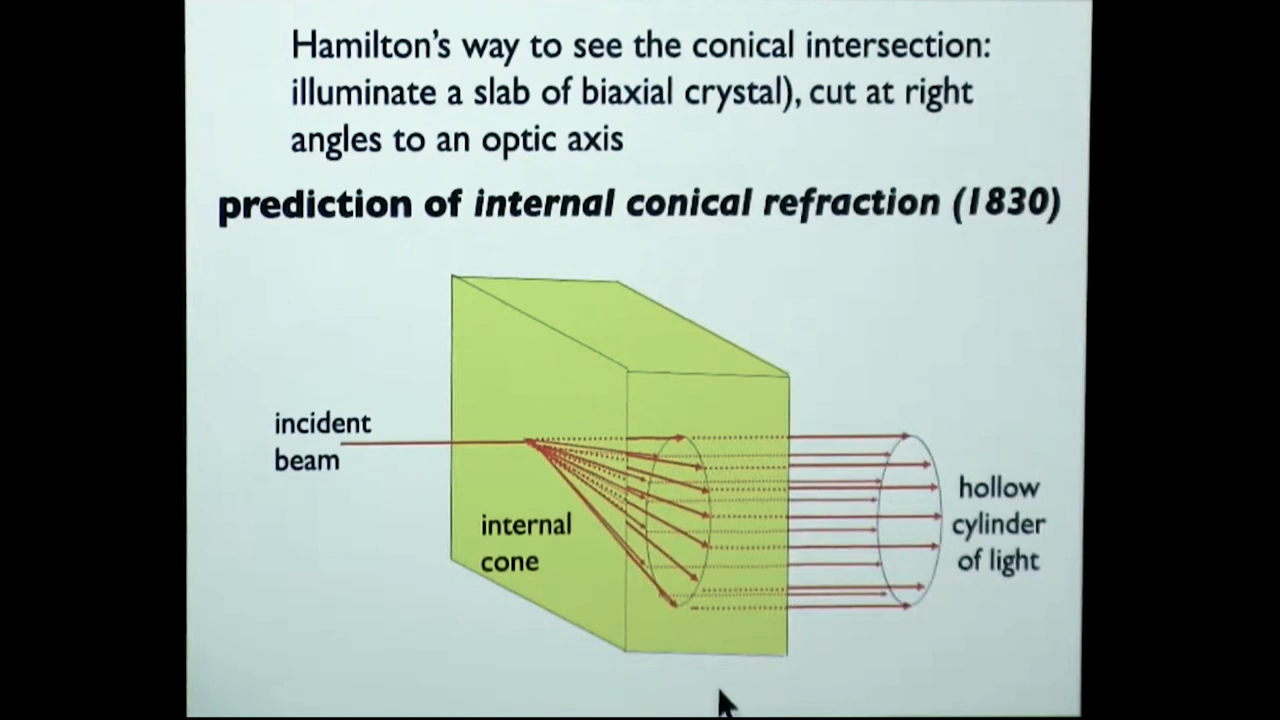 Hamilton's way to see the conical intersection:
illuminate a slab of biaxial crystal), cut at right
angles to an optic axis
prediction of internal conical refraction (1830)
incident
beam
internal
cone
hollow
cylinder
of light